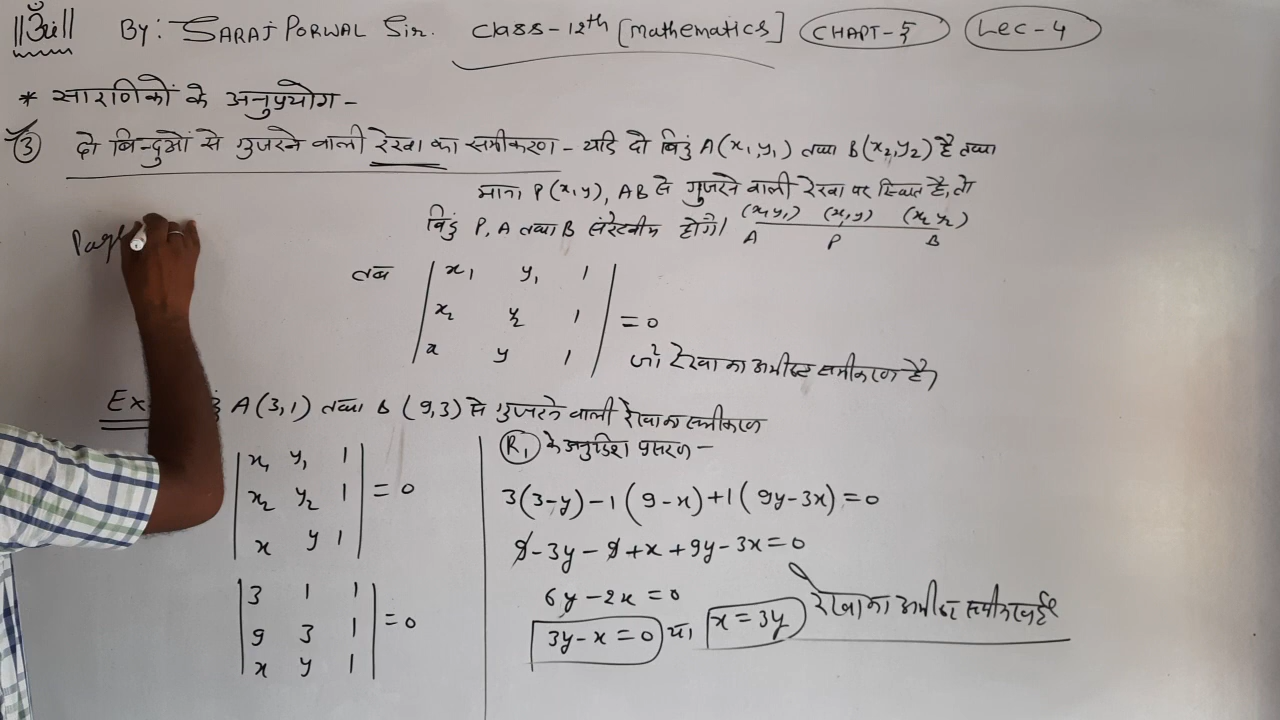 ||ॐ|| By: SARAJ PORWAL Sir. Class-12th [Mathematics] CHAPT-5 Lec-4
* सारणिकों के अनुप्रयोग -
③ दो बिन्दुओं से गुजरने वाली रेखा का समीकरण - यदि दो बिंदु A(x₁,y₁) तथा B(x₂,y₂) है तथा
माना P(x,y), AB से गुजरने वाली रेखा पर स्थित है, तो
बिंदु P, A तथा B संरेखीय होंगे।
(x₁y₁) (x,y) (x₂y₂)
A P B
तब | x₁ y₁ 1 |
| x₂ y₂ 1 | = 0
| x y 1 |
जो रेखा का अभीष्ट समीकरण है।
Ex A(3,1) तथा B(9,3) से गुजरने वाली रेखा का समीकरण
| x₁ y₁ 1 |
| x₂ y₂ 1 | = 0
| x y 1 |
| 3 1 1 |
| 9 3 1 | = 0
| x y 1 |
R₁ के अनुदिश प्रसरण -
3(3-y)-1(9-x)+1(9y-3x)=0
9-3y-9+x+9y-3x=0
6y-2x=0
3y-x=0 या x=3y रेखा का अभीष्ट समीकरण है